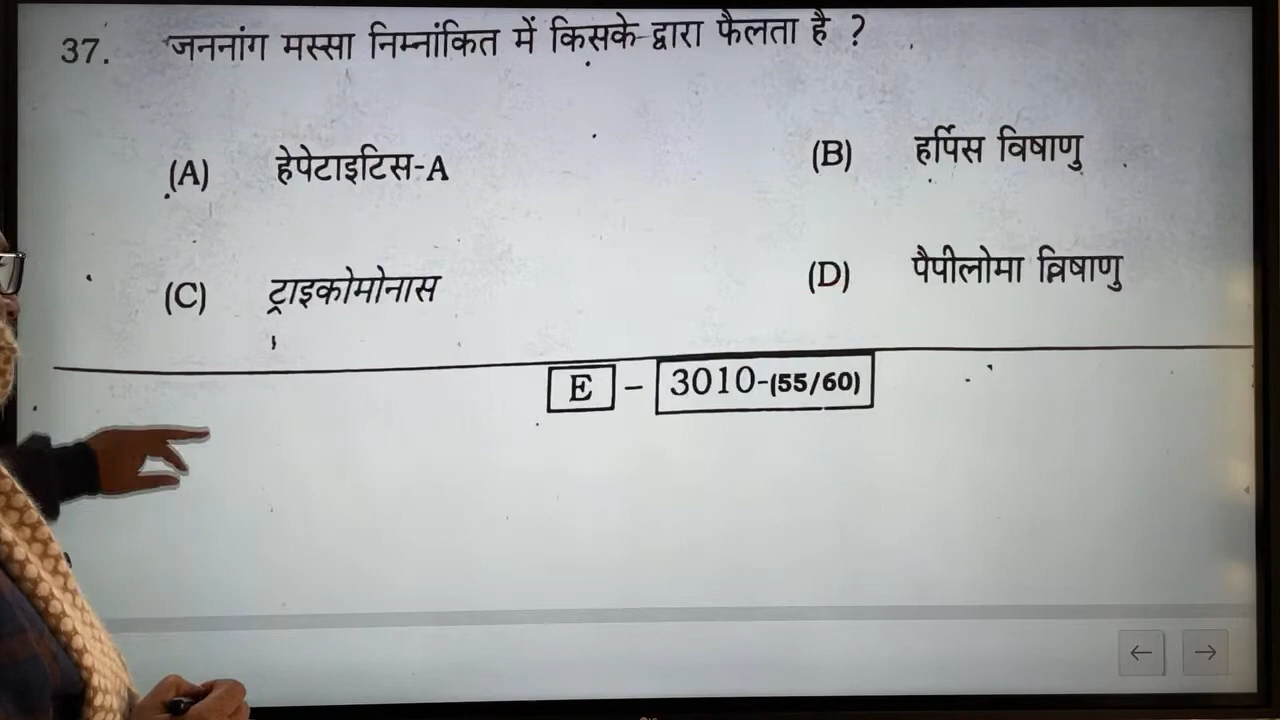 37. जननांग मस्सा निम्नांकित में किसके द्वारा फैलता है ?
(A) हेपेटाइटिस-A (B) हर्पिस विषाणु
(C) ट्राइकोमोनास (D) पैपीलोमा विषाणु
E - 3010-(55/60)